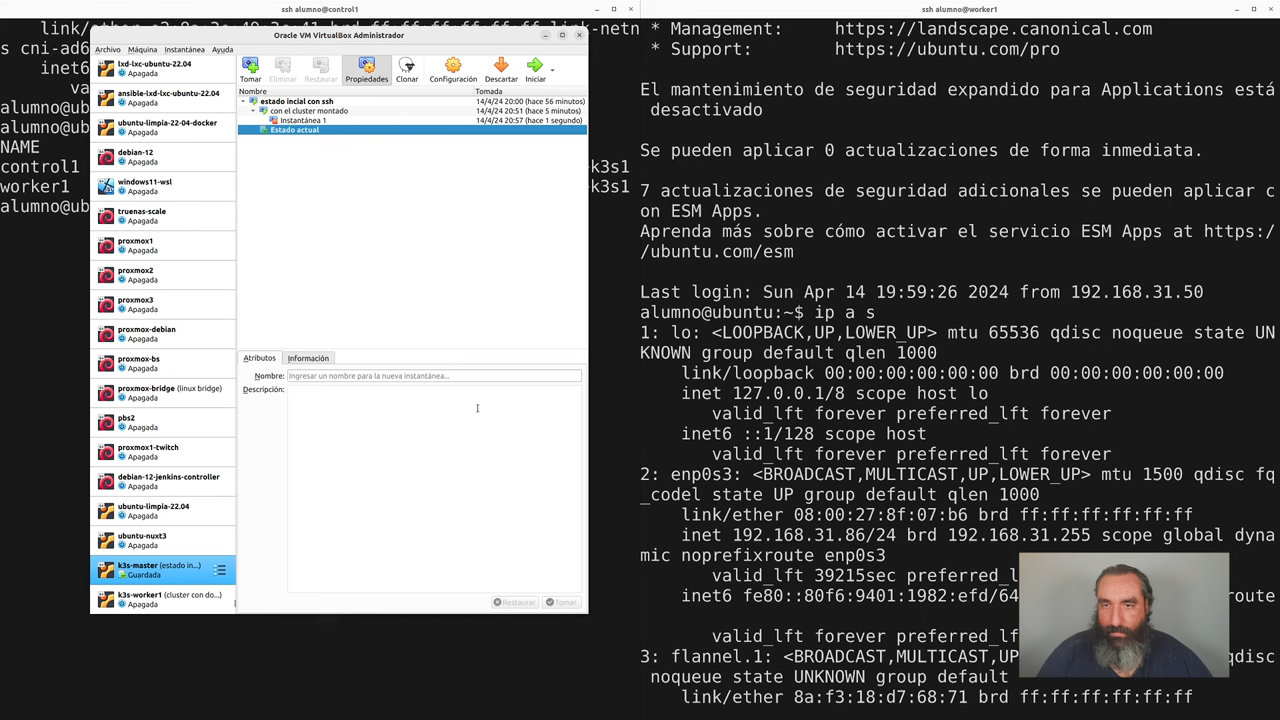 ssh alumno@control1
ssh alumno@worker1
link/ether e2:8a:3e:49:3e:41 brd ff:ff:ff:ff:ff:ff link-netn
s cni-ad6
inet6
va
alumno@ub
alumno@ub
NAME
control1
k3s1
worker1
k3s1
alumno@ub
Oracle VM VirtualBox Administrador
Archivo Máquina Instantánea Ayuda
lxd-lxc-ubuntu-22.04
Apagada
ansible-lxd-lxc-ubuntu-22.04
Apagada
ubuntu-limpia-22-04-docker
Apagada
debian-12
Apagada
windows11-wsl
Apagada
truenas-scale
Apagada
proxmox1
Apagada
proxmox2
Apagada
proxmox3
Apagada
proxmox-debian
Apagada
proxmox-bs
Apagada
proxmox-bridge (linux bridge)
Apagada
pbs2
Apagada
proxmox1-twitch
Apagada
debian-12-jenkins-controller
Apagada
ubuntu-limpia-22.04
Apagada
ubuntu-nuxt3
Apagada
k3s-master (estado in...)
Guardada
k3s-worker1 (cluster con do...)
Apagada
Tomar Eliminar Restaurar Propiedades Clonar Configuración Descartar Iniciar
Nombre Tomada
estado incial con ssh 14/4/24 20:00 (hace 56 minutos)
con el cluster montado 14/4/24 20:51 (hace 5 minutos)
Instantánea 1 14/4/24 20:57 (hace 1 segundo)
Estado actual
Atributos Información
Nombre: Ingresar un nombre para la nueva instantánea...
Descripción:
Restaurar Tomar
* Management: https://landscape.canonical.com
* Support: https://ubuntu.com/pro
El mantenimiento de seguridad expandido para Applications está
desactivado
Se pueden aplicar 0 actualizaciones de forma inmediata.
7 actualizaciones de seguridad adicionales se pueden aplicar c
on ESM Apps.
Aprenda más sobre cómo activar el servicio ESM Apps at https:/
/ubuntu.com/esm
Last login: Sun Apr 14 19:59:26 2024 from 192.168.31.50
alumno@ubuntu:~$ ip a s
1: lo: <LOOPBACK,UP,LOWER_UP> mtu 65536 qdisc noqueue state UN
KNOWN group default qlen 1000
link/loopback 00:00:00:00:00:00 brd 00:00:00:00:00:00
inet 127.0.0.1/8 scope host lo
valid_lft forever preferred_lft forever
inet6 ::1/128 scope host
valid_lft forever preferred_lft forever
2: enp0s3: <BROADCAST,MULTICAST,UP,LOWER_UP> mtu 1500 qdisc fq
_codel state UP group default qlen 1000
link/ether 08:00:27:8f:07:b6 brd ff:ff:ff:ff:ff:ff
inet 192.168.31.86/24 brd 192.168.31.255 scope global dyna
mic noprefixroute enp0s3
valid_lft 39215sec preferred_l
inet6 fe80::80f6:9401:1982:ef0/64 route
valid_lft forever preferred_lf
3: flannel.1: <BROADCAST,MULTICAST,UP qdisc
noqueue state UNKNOWN group default
link/ether 8a:f3:18:d7:68:71 brd ff:ff:ff:ff:ff:ff